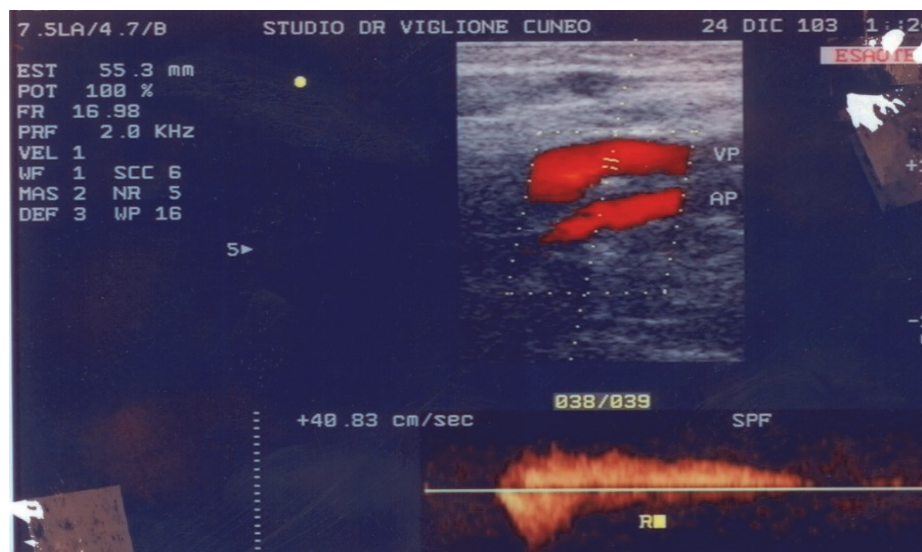 7.5LA/4.7/B STUDIO DR VIGLIONE CUNEO 24 DIC 103
ESAOTE
EST 55.3 mm
POT 100 %
FR 16.98
PRF 2.0 KHz
VEL 1
WF 1 SCC 6
MAS 2 NR 5
DEF 3 WP 16
VP
AP
5
038/039
+40.83 cm/sec SPF
R